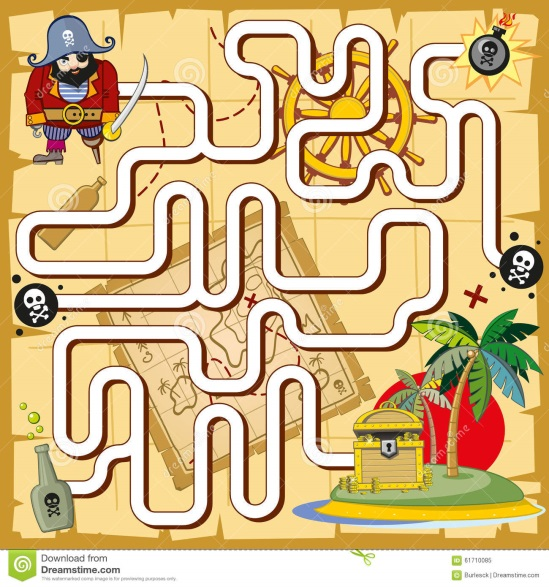 Download from
Dreamstime.com
This watermarked comp image is for previewing purposes only.
61710085
Burlesck | Dreamstime.com